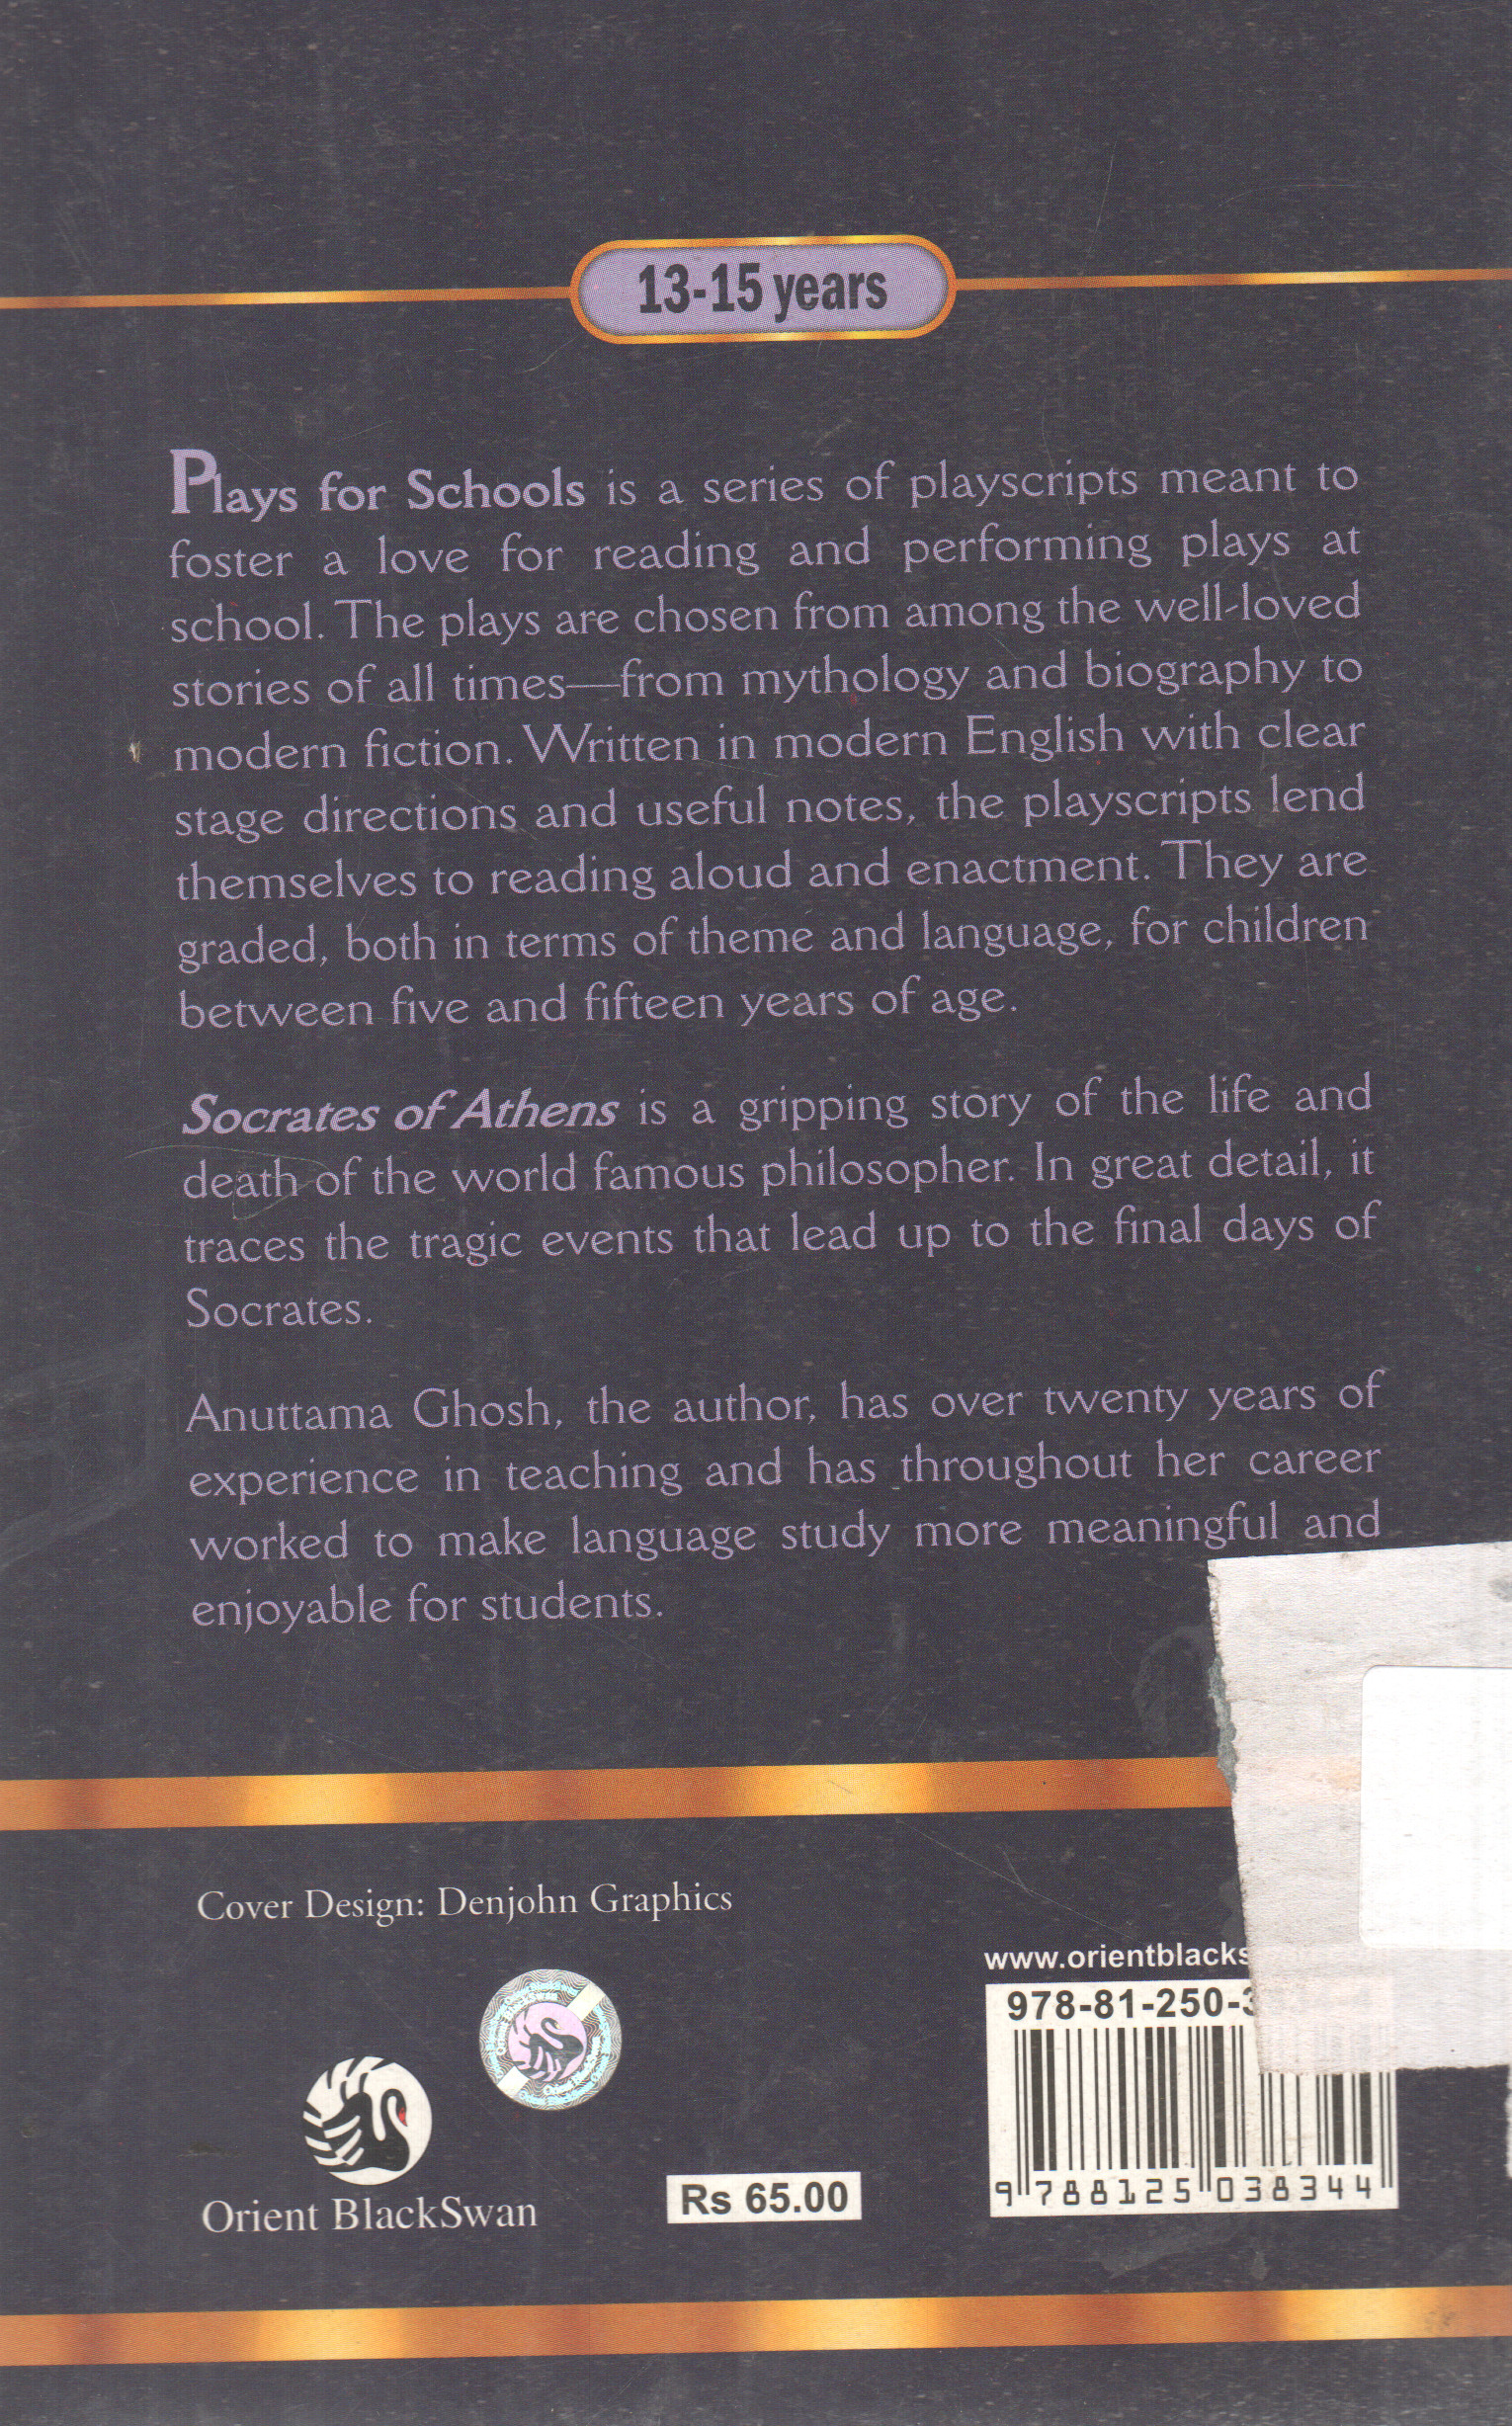 13-15 years
Plays for Schools is a series of playscripts meant to
foster a love for reading and performing plays at
school. The plays are chosen from among the well-loved
stories of all times—from mythology and biography to
modern fiction. Written in modern English with clear
stage directions and useful notes, the playscripts lend
themselves to reading aloud and enactment. They are
graded, both in terms of theme and language, for children
between five and fifteen years of age.
Socrates of Athens is a gripping story of the life and
death of the world famous philosopher. In great detail, it
traces the tragic events that lead up to the final days of
Socrates.
Anuttama Ghosh, the author, has over twenty years of
experience in teaching and has throughout her career
worked to make language study more meaningful and
enjoyable for students.
Cover Design: Denjohn Graphics
www.orientblacks
978-81-250-3
9 788125 038344
Rs 65.00
Orient BlackSwan